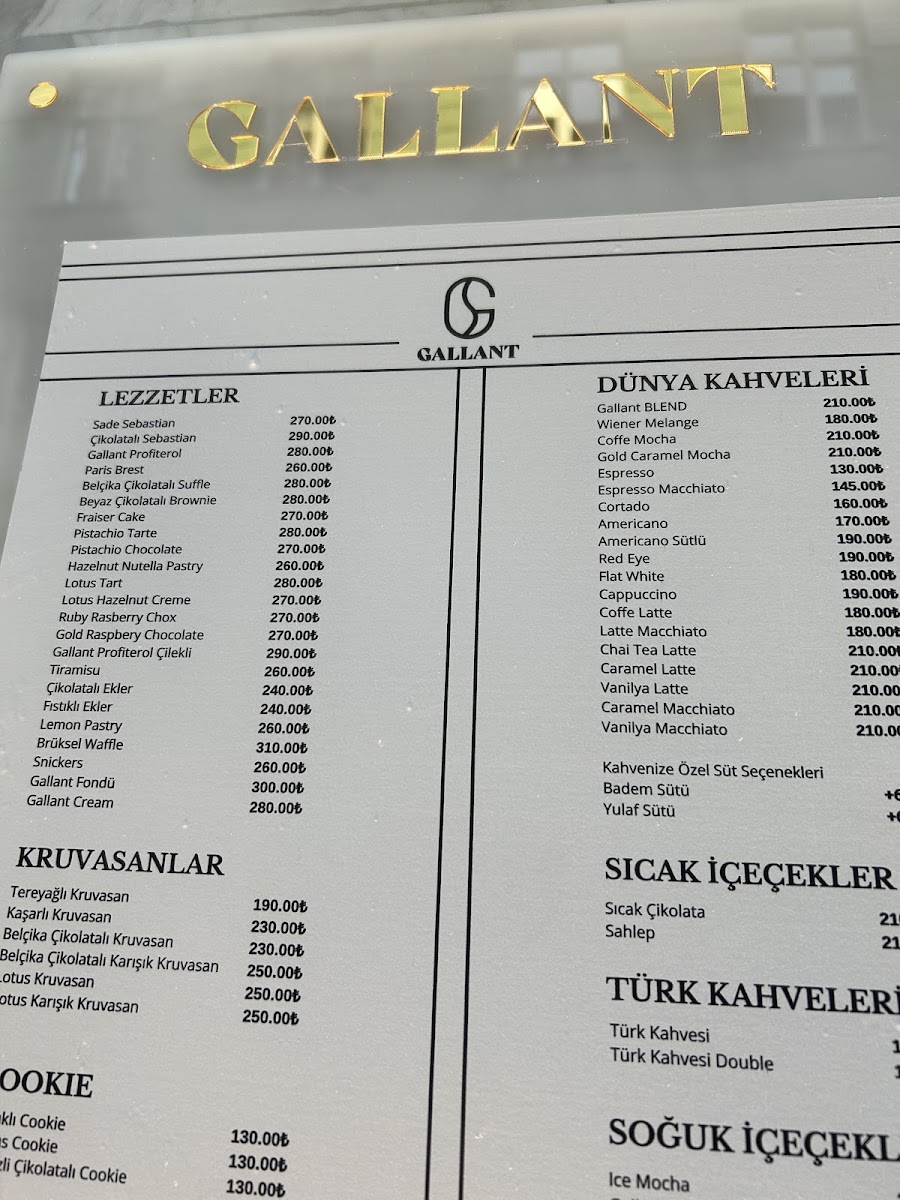 GALLANT
GALLANT
LEZZETLER
Sade Sebastian 270.00₺
Çikolatalı Sebastian 290.00₺
Gallant Profiterol 280.00₺
Paris Brest 260.00₺
Belçika Çikolatalı Suffle 280.00₺
Beyaz Çikolatalı Brownie 280.00₺
Fraiser Cake 270.00₺
Pistachio Tarte 280.00₺
Pistachio Chocolate 270.00₺
Hazelnut Nutella Pastry 260.00₺
Lotus Tart 280.00₺
Lotus Hazelnut Creme 270.00₺
Ruby Rasberry Chox 270.00₺
Gold Raspbery Chocolate 270.00₺
Gallant Profiterol Çilekli 290.00₺
Tiramisu 260.00₺
Çikolatalı Ekler 240.00₺
Fıstıklı Ekler 240.00₺
Lemon Pastry 260.00₺
Brüksel Waffle 310.00₺
Snickers 260.00₺
Gallant Fondü 300.00₺
Gallant Cream 280.00₺
KRUVASANLAR
Tereyağlı Kruvasan 190.00₺
Kaşarlı Kruvasan 230.00₺
Belçika Çikolatalı Kruvasan 230.00₺
Belçika Çikolatalı Karışık Kruvasan 250.00₺
otus Kruvasan 250.00₺
otus Karışık Kruvasan 250.00₺
OOKIE
klı Cookie 130.00₺
s Cookie 130.00₺
li Çikolatalı Cookie 130.00₺
DÜNYA KAHVELERİ
Gallant BLEND 210.00₺
Wiener Melange 180.00₺
Coffe Mocha 210.00₺
Gold Caramel Mocha 210.00₺
Espresso 130.00₺
Espresso Macchiato 145.00₺
Cortado 160.00₺
Americano 170.00₺
Americano Sütlü 190.00₺
Red Eye 190.00₺
Flat White 180.00₺
Cappuccino 190.00₺
Coffe Latte 180.00₺
Latte Macchiato 180.00₺
Chai Tea Latte 210.00
Caramel Latte 210.00
Vanilya Latte 210.00
Caramel Macchiato 210.00
Vanilya Macchiato 210.00
Kahvenize Özel Süt Seçenekleri
Badem Sütü
Yulaf Sütü
SICAK İÇEÇEKLER
Sıcak Çikolata 21
Sahlep 21
TÜRK KAHVELERİ
Türk Kahvesi 1
Türk Kahvesi Double
SOĞUK İÇEÇEKL
Ice Mocha